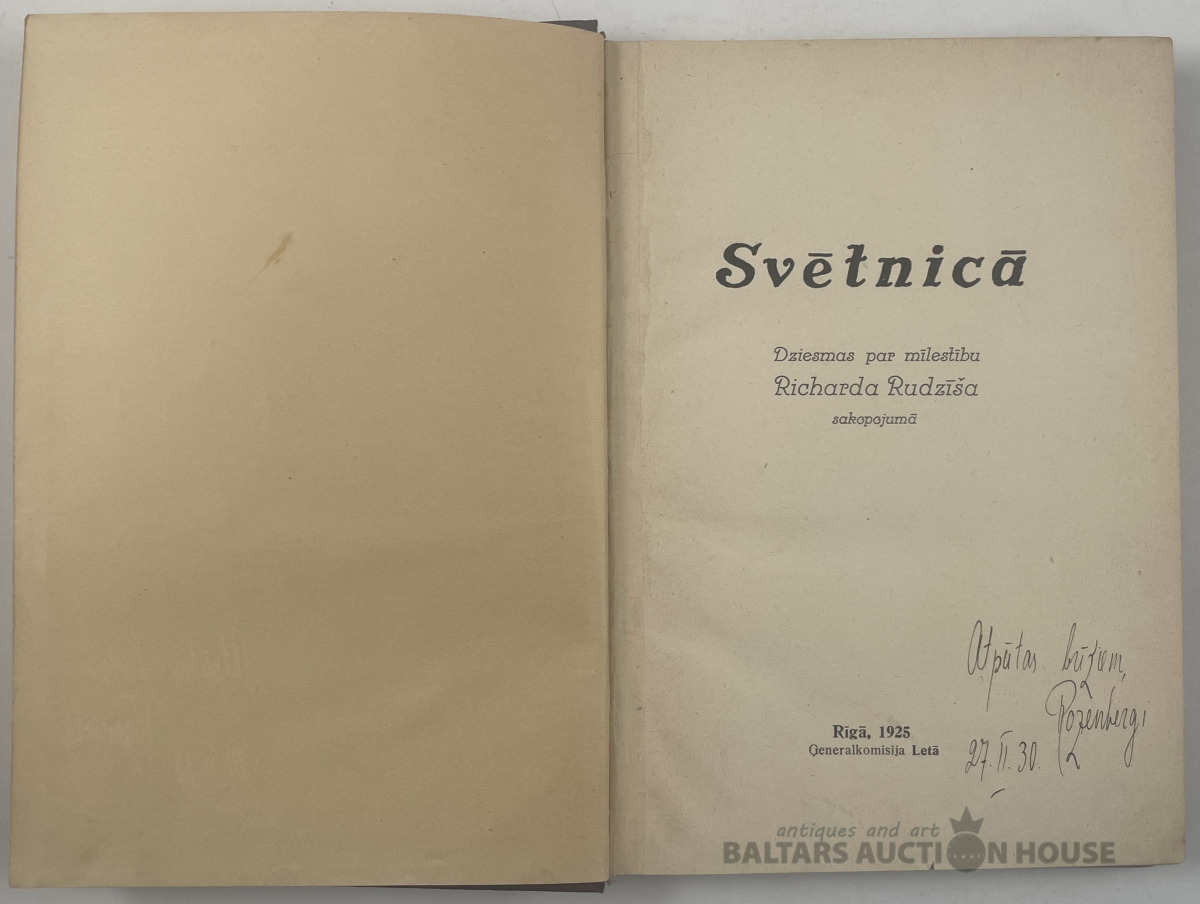 Svētnicā
Dziesmas par mīlestību
Richarda Rudzīša
sakopojumā
Atpūtas brīžiem,
Rozenbergi
27. II. 30.
Rīgā, 1925
Ģeneralkomisija Letā
antiques and art
BALTARS AUCTION HOUSE